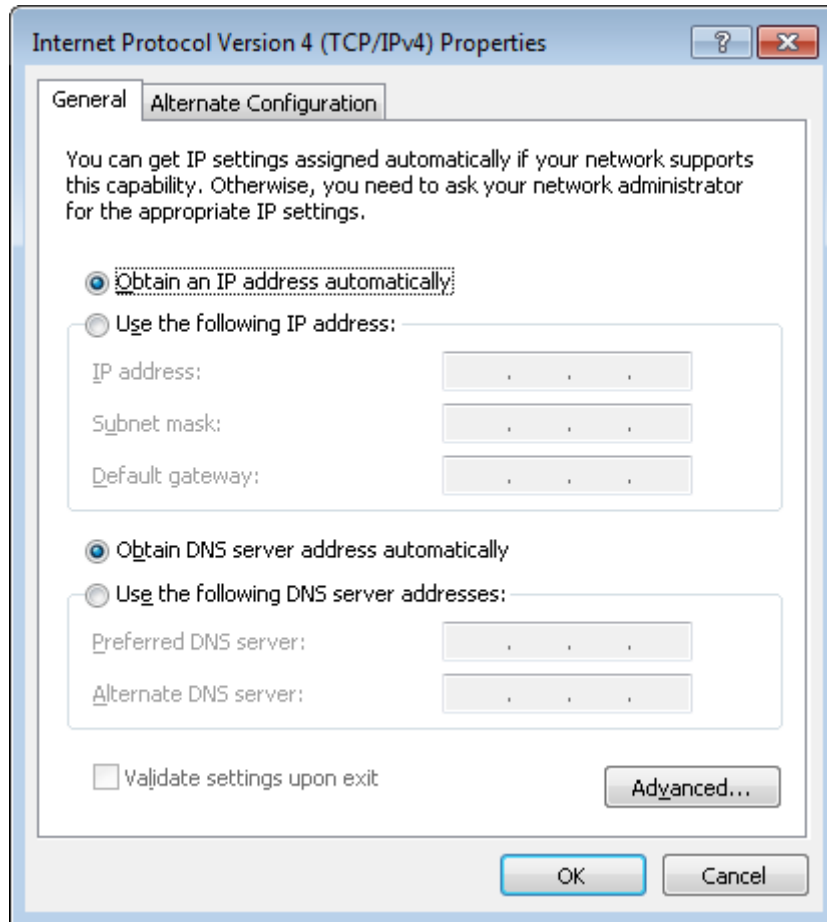 Internet Protocol Version 4 (TCP/IPv4) Properties
General
Alternate Configuration
You can get IP settings assigned automatically if your network supports
this capability. Otherwise, you need to ask your network administrator
for the appropriate IP settings.
Obtain an IP address automatically
Use the following IP address:
IP address:
Subnet mask:
Default gateway:
Obtain DNS server address automatically
Use the following DNS server addresses:
Preferred DNS server:
Alternate DNS server:
Validate settings upon exit
Advanced...
OK
Cancel